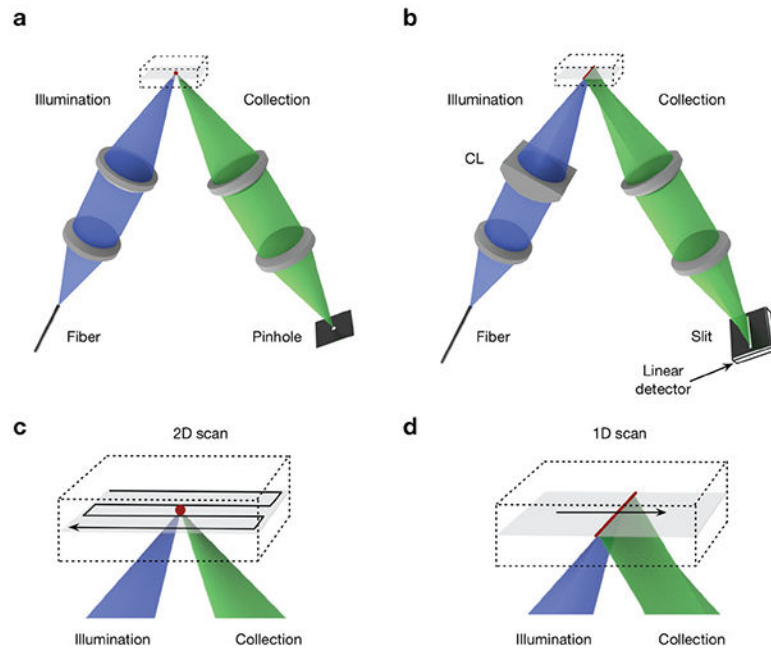 a
b
Illumination
Collection
Illumination
Collection
CL
Fiber
Pinhole
Fiber
Slit
Linear
detector
c
2D scan
d
1D scan
Illumination
Collection
Illumination
Collection